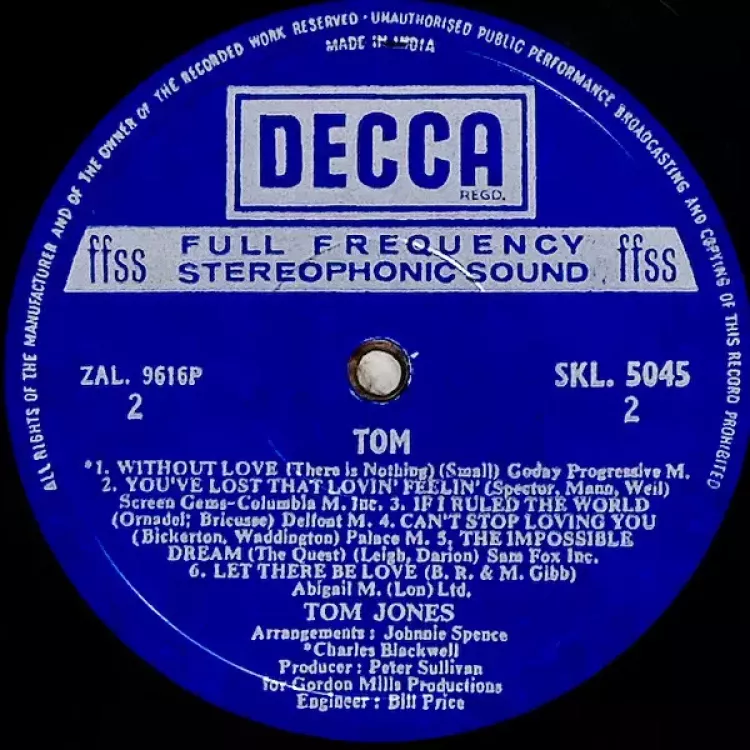 ALL RIGHTS OF THE MANUFACTURER AND OF THE OWNER OF THE RECORDED WORK RESERVED · UNAUTHORISED PUBLIC PERFORMANCE BROADCASTING AND COPYING OF THIS RECORD PROHIBITED
MADE IN INDIA
DECCA
REGD.
ffss FULL FREQUENCY STEREOPHONIC SOUND ffss
ZAL. 9616P SKL. 5045
2 2
TOM
*1. WITHOUT LOVE (There is Nothing) (Small) Goday Progressive M.
2. YOU'VE LOST THAT LOVIN' FEELIN' (Spector, Mann, Weil)
Screen Gems-Columbia M. Inc. 3. IF I RULED THE WORLD
(Ornadel; Bricusse) Delfont M. 4. CAN'T STOP LOVING YOU
(Bickerton, Waddington) Palace M. 5. THE IMPOSSIBLE
DREAM (The Quest) (Leigh, Darion) Sam Fox Inc.
6. LET THERE BE LOVE (B. R. & M. Gibb)
Abigail M. (Lon) Ltd.
TOM JONES
Arrangements : Johnnie Spence
*Charles Blackwell
Producer : Peter Sullivan
for Gordon Mills Productions
Engineer : Bill Price